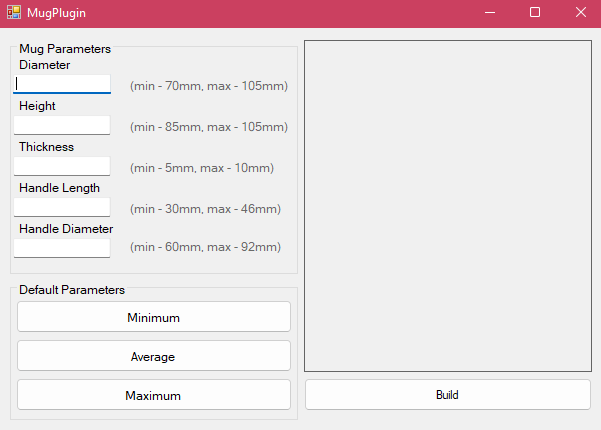 MugPlugin
Mug Parameters
Diameter
(min - 70mm, max - 105mm)
Height
(min - 85mm, max - 105mm)
Thickness
(min - 5mm, max - 10mm)
Handle Length
(min - 30mm, max - 46mm)
Handle Diameter
(min - 60mm, max - 92mm)
Default Parameters
Minimum
Average
Maximum
Build